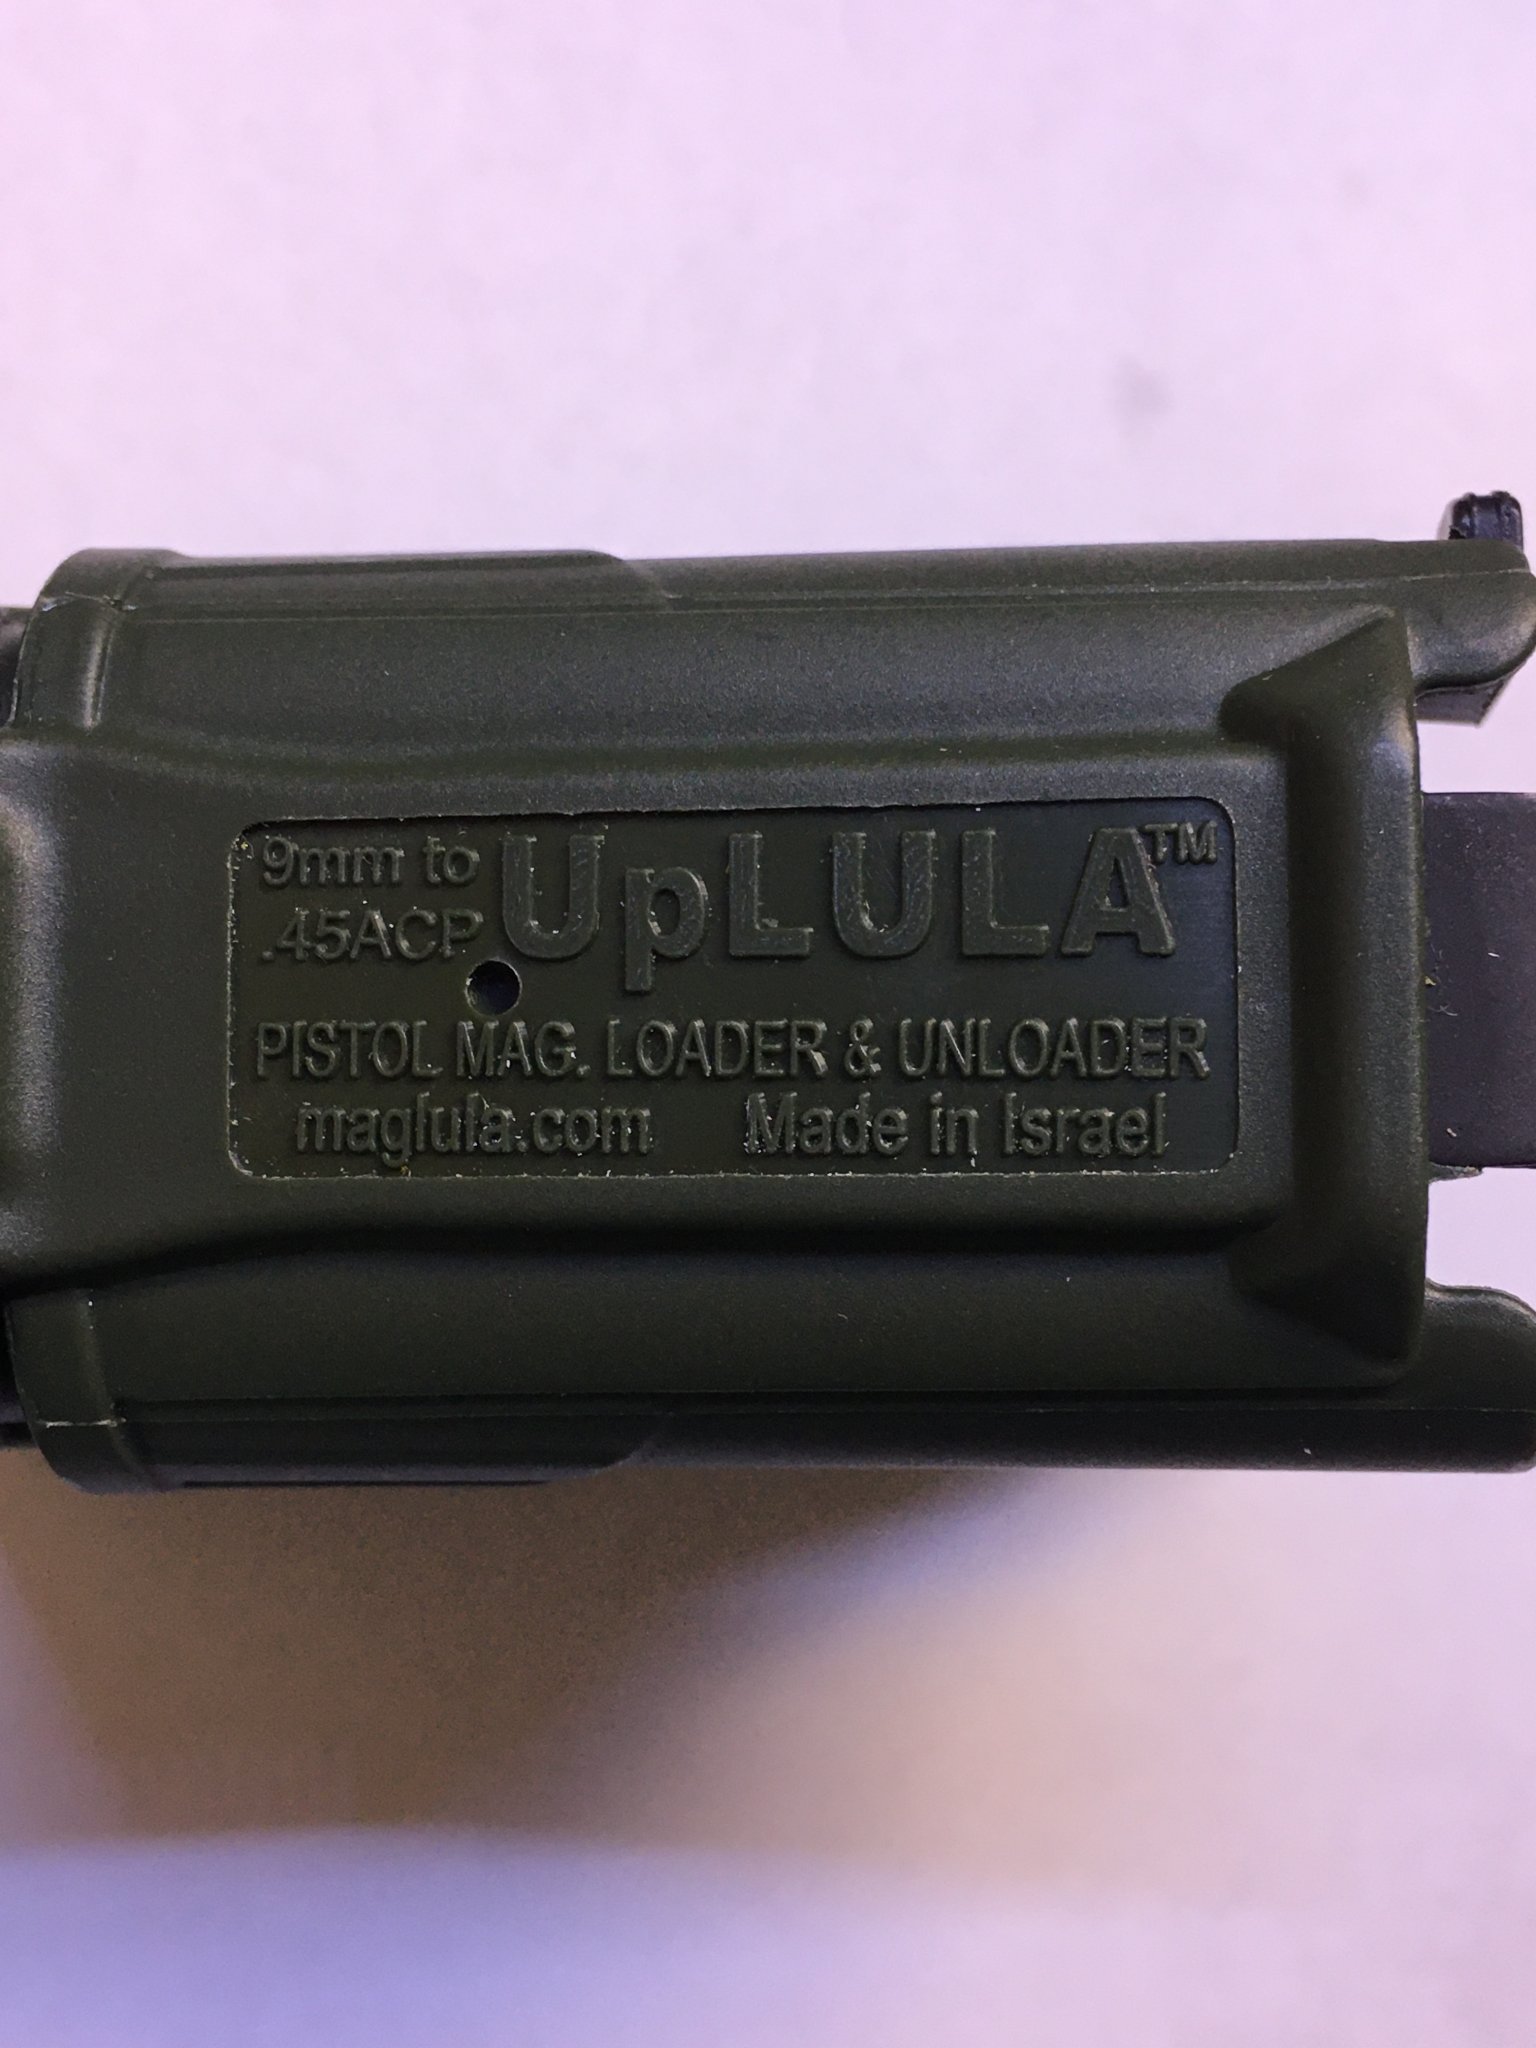 9mm to UpLULA™
.45ACP
PISTOL MAG. LOADER & UNLOADER
maglula.com Made in Israel